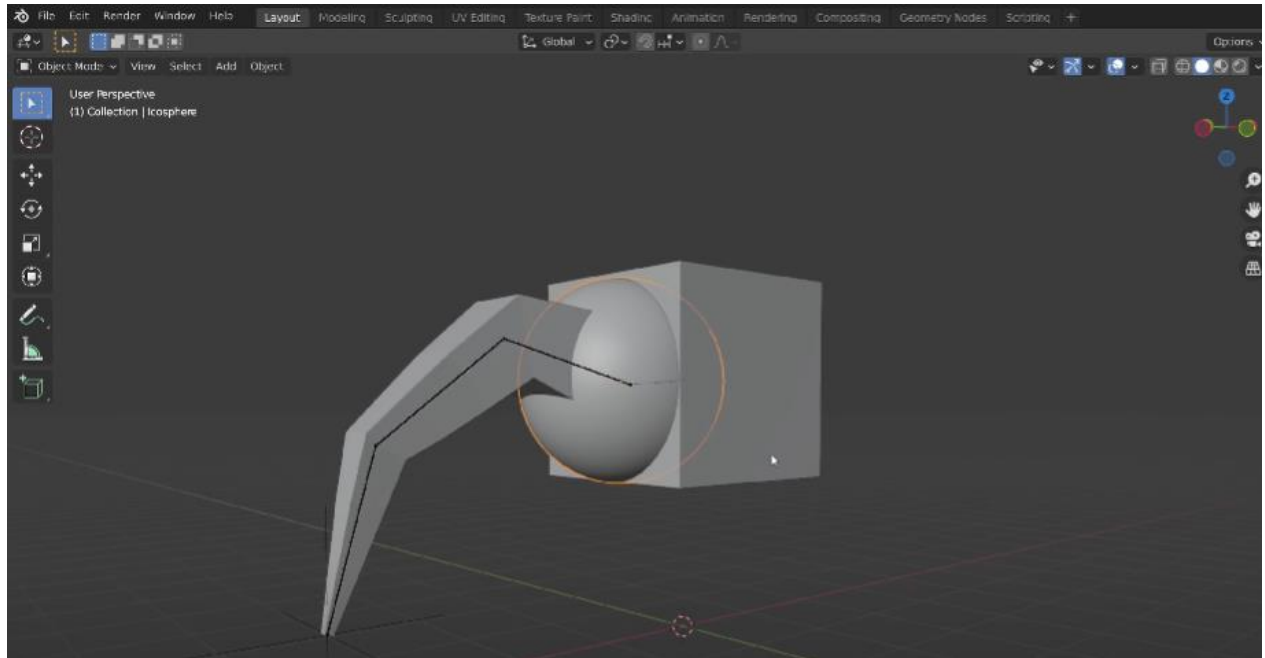 File Edit Render Window Help Layout Modeling Sculpting UV Editing Texture Paint Shading Animation Rendering Compositing Geometry Nodes Scripting +
Global Options
Object Mode View Select Add Object
User Perspective
(1) Collection | Icosphere
Z